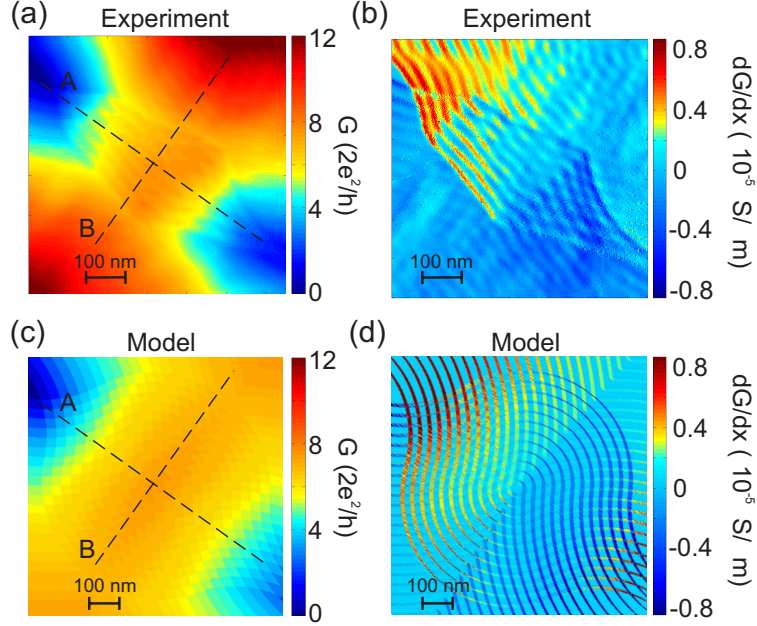 (a) Experiment
A
B
100 nm
12
8
4
0
G (2e²/h)
(b) Experiment
100 nm
0.8
0.4
0
-0.4
-0.8
dG/dx ( 10⁻⁵ S/ m)
(c) Model
A
B
100 nm
12
8
4
0
G (2e²/h)
(d) Model
100 nm
0.8
0.4
0
-0.4
-0.8
dG/dx ( 10⁻⁵ S/ m)